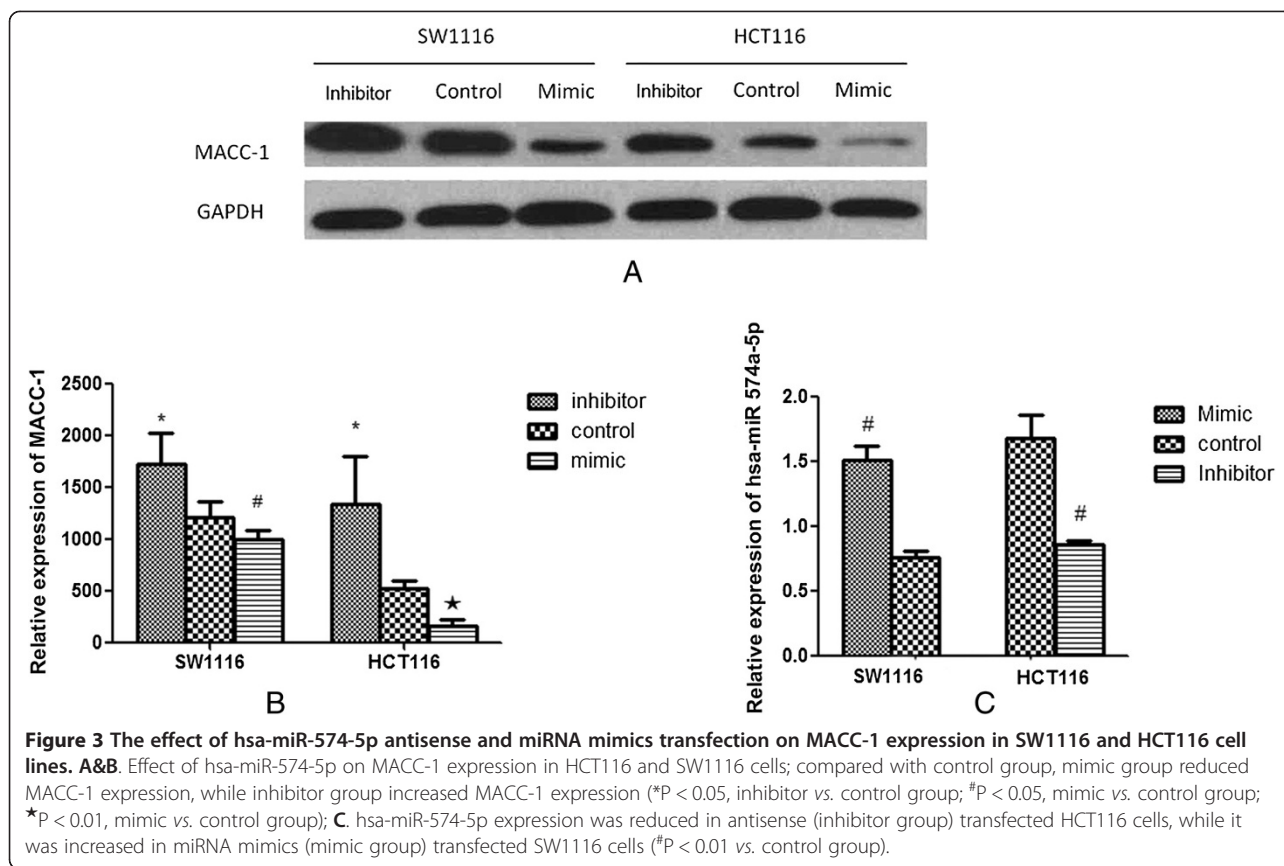 SW1116 HCT116
Inhibitor Control Mimic Inhibitor Control Mimic
MACC-1
GAPDH
A
Relative expression of MACC-1
2500
2000
1500
1000
500
0
* # * ★
SW1116 HCT116
inhibitor
control
mimic
B
Relative expression of hsa-miR 574a-5p
2.0
1.5
1.0
0.5
0.0
# #
SW1116 HCT116
Mimic
control
Inhibitor
C
Figure 3 The effect of hsa-miR-574-5p antisense and miRNA mimics transfection on MACC-1 expression in SW1116 and HCT116 cell
lines. A&B. Effect of hsa-miR-574-5p on MACC-1 expression in HCT116 and SW1116 cells; compared with control group, mimic group reduced
MACC-1 expression, while inhibitor group increased MACC-1 expression (*P < 0.05, inhibitor vs. control group; #P < 0.05, mimic vs. control group;
★P < 0.01, mimic vs. control group); C. hsa-miR-574-5p expression was reduced in antisense (inhibitor group) transfected HCT116 cells, while it
was increased in miRNA mimics (mimic group) transfected SW1116 cells (#P < 0.01 vs. control group).